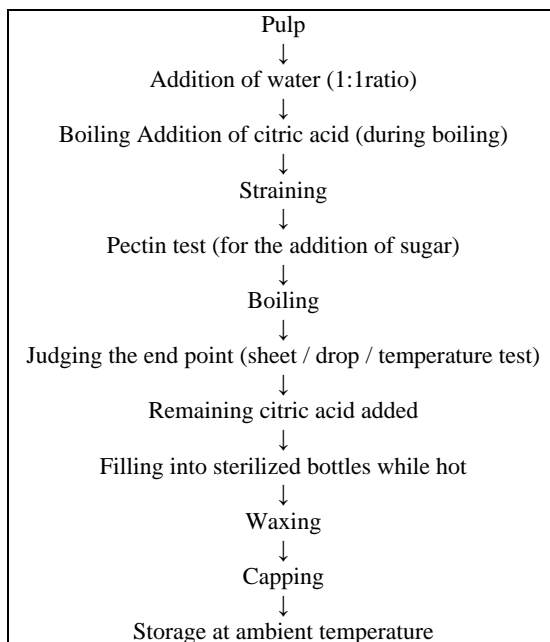 Pulp
↓
Addition of water (1:1ratio)
↓
Boiling Addition of citric acid (during boiling)
↓
Straining
↓
Pectin test (for the addition of sugar)
↓
Boiling
↓
Judging the end point (sheet / drop / temperature test)
↓
Remaining citric acid added
↓
Filling into sterilized bottles while hot
↓
Waxing
↓
Capping
↓
Storage at ambient temperature